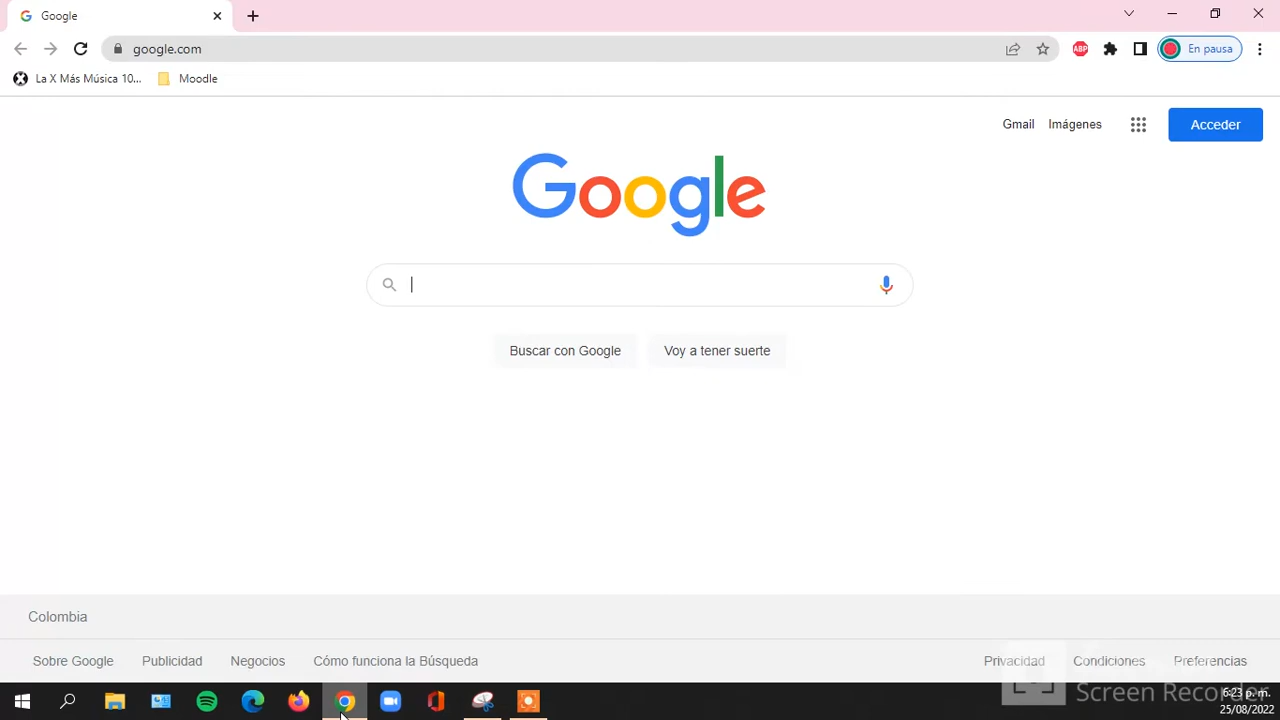 Google
google.com
ABP
En pausa
La X Más Música 10...
Moodle
Gmail
Imágenes
Acceder
Google
Buscar con Google
Voy a tener suerte
Colombia
Sobre Google
Publicidad
Negocios
Cómo funciona la Búsqueda
Privacidad
Condiciones
Preferencias
Screen Recorder
6:23 p.m.
25/08/2022